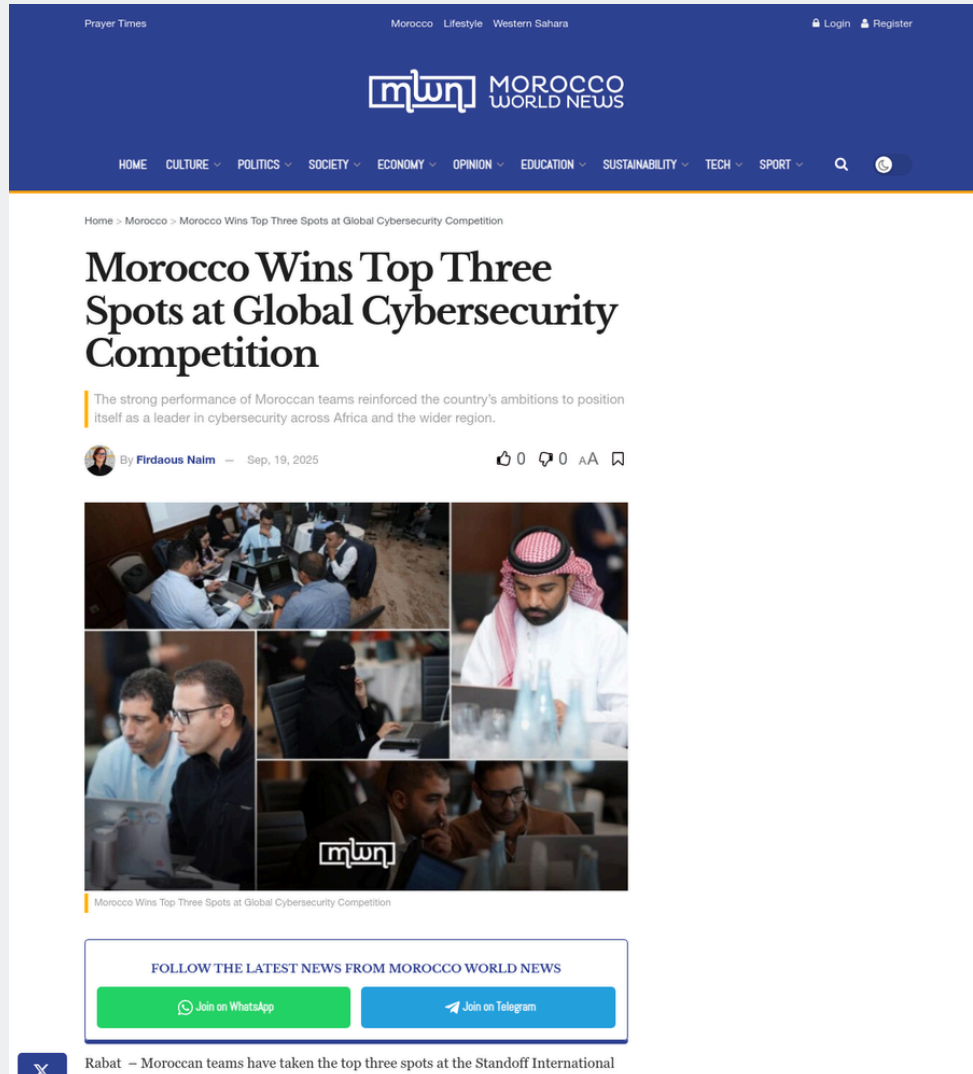 Prayer Times
Morocco Lifestyle Western Sahara
Login Register
mwn MOROCCO
WORLD NEWS
HOME CULTURE POLITICS SOCIETY ECONOMY OPINION EDUCATION SUSTAINABILITY TECH SPORT
Home > Morocco > Morocco Wins Top Three Spots at Global Cybersecurity Competition
Morocco Wins Top Three
Spots at Global Cybersecurity
Competition
The strong performance of Moroccan teams reinforced the country's ambitions to position
itself as a leader in cybersecurity across Africa and the wider region.
By Firdaous Naim — Sep, 19, 2025
0 0 AA
mwn
Morocco Wins Top Three Spots at Global Cybersecurity Competition
FOLLOW THE LATEST NEWS FROM MOROCCO WORLD NEWS
Join on WhatsApp
Join on Telegram
Rabat – Moroccan teams have taken the top three spots at the Standoff International